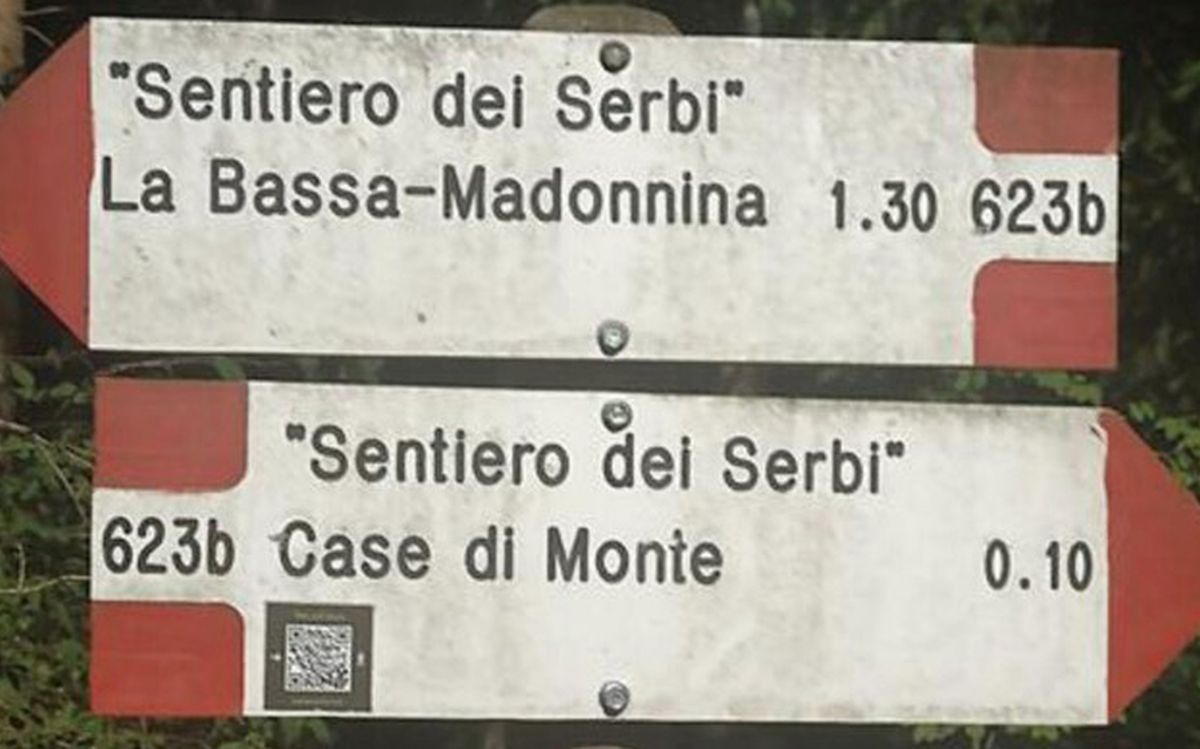 "Sentiero dei Serbi"
La Bassa-Madonnina 1.30 623b
"Sentiero dei Serbi"
623b Case di Monte 0.10